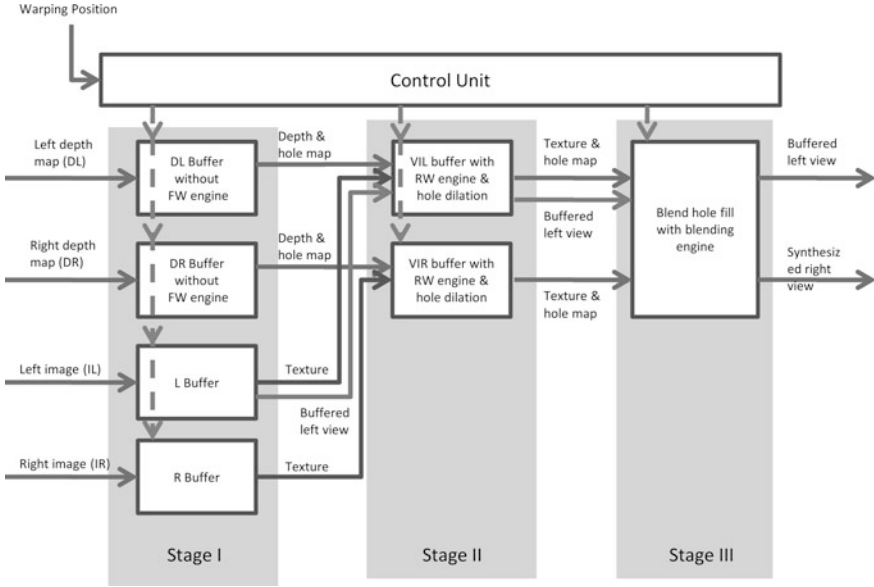 Warping Position
Control Unit
Left depth
map (DL)
DL Buffer
without
FW engine
Depth &
hole map
VIL buffer with
RW engine &
hole dilation
Texture &
hole map
Buffered
left view
Blend hole fill
with blending
engine
Buffered
left view
Right depth
map (DR)
DR Buffer
without
FW engine
Depth &
hole map
VIR buffer with
RW engine &
hole dilation
Texture &
hole map
Synthesiz
ed right
view
Left image (IL)
L Buffer
Texture
Buffered
left view
Right image (IR)
R Buffer
Texture
Stage I
Stage II
Stage III